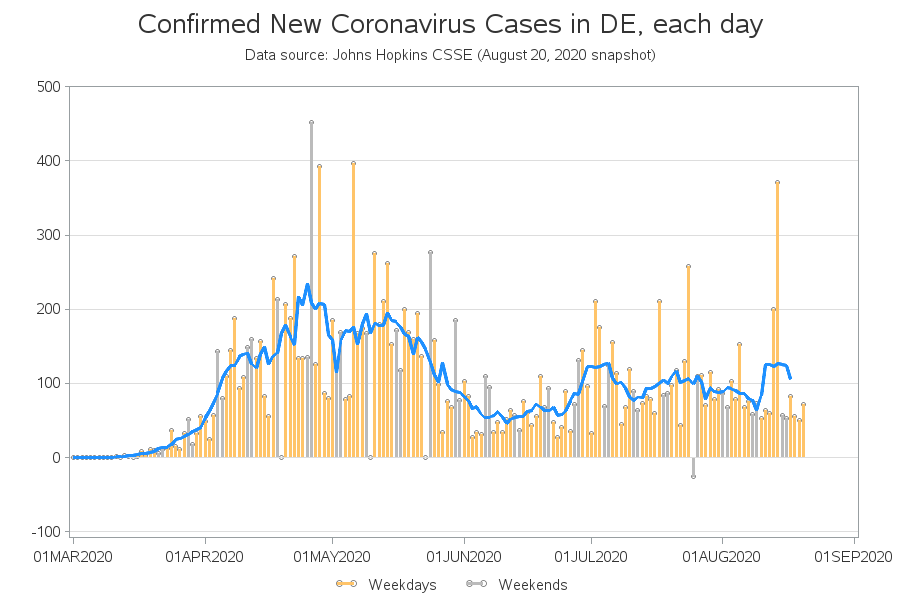 Confirmed New Coronavirus Cases in DE, each day
Data source: Johns Hopkins CSSE (August 20, 2020 snapshot)
500
400
300
200
100
0
-100
01MAR2020 01APR2020 01MAY2020 01JUN2020 01JUL2020 01AUG2020 01SEP2020
Weekdays Weekends